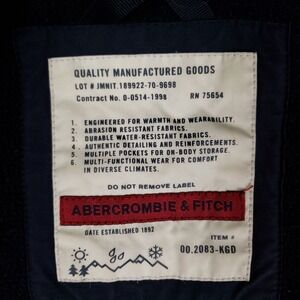 QUALITY MANUFACTURED GOODS
LOT # JMNIT.189922-70-9698
Contract No. 0-0514-1998 RN 75654
1. ENGINEERED FOR WARMTH AND WEARABILITY.
2. ABRASION RESISTANT FABRICS.
3. DURABLE WATER-RESISTANT FABRICS.
4. AUTHENTIC DETAILING AND REINFORCEMENTS.
5. MULTIPLE POCKETS FOR ON-BODY STORAGE.
6. MULTI-FUNCTIONAL WEAR FOR COMFORT
IN DIVERSE CLIMATES.
DO NOT REMOVE LABEL
ABERCROMBIE & FITCH
DATE ESTABLISHED 1892
ITEM #
00.2083-KGD